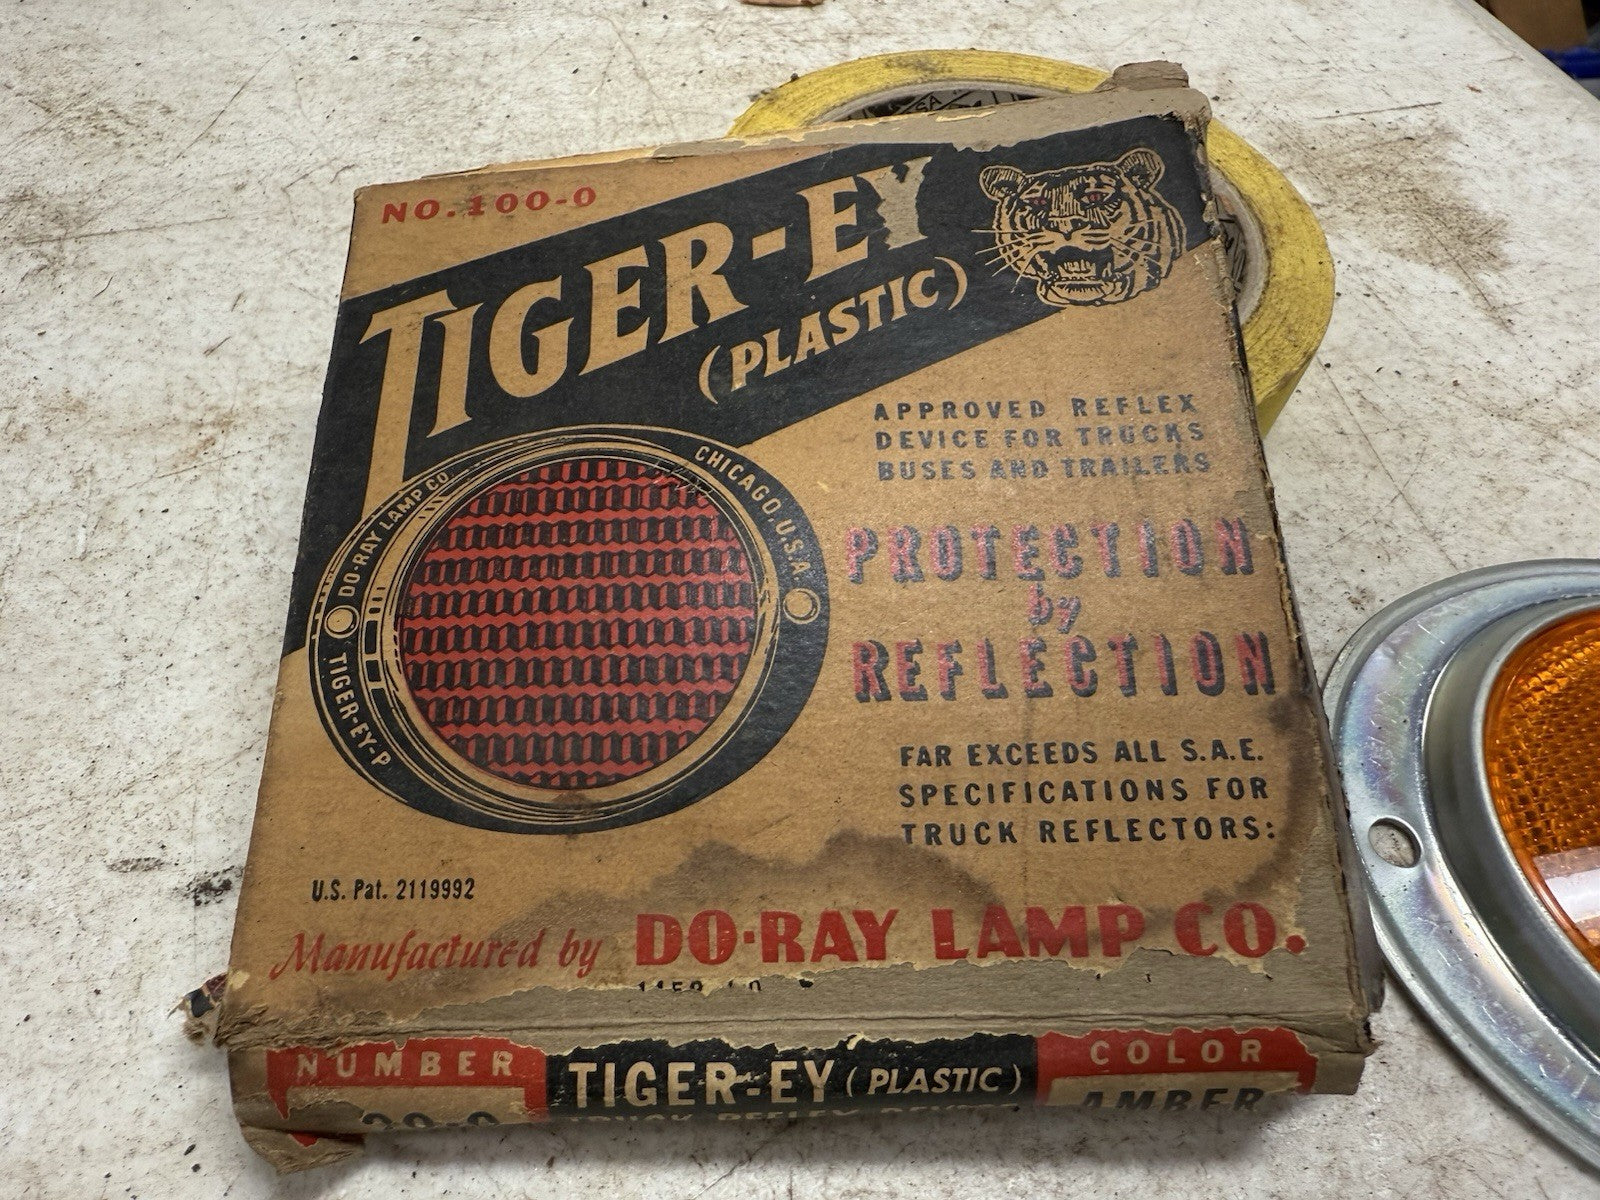 NO. 100-0
TIGER-EY
(PLASTIC)
APPROVED REFLEX
DEVICE FOR TRUCKS
BUSES AND TRAILERS
DO-RAY LAMP CO.
CHICAGO, U.S.A.
TIGER-EY-P
PROTECTION
by
REFLECTION
FAR EXCEEDS ALL S.A.E.
SPECIFICATIONS FOR
TRUCK REFLECTORS:
U.S. Pat. 2119992
Manufactured by DO-RAY LAMP CO.
NUMBER
TIGER-EY (PLASTIC)
COLOR
AMBER